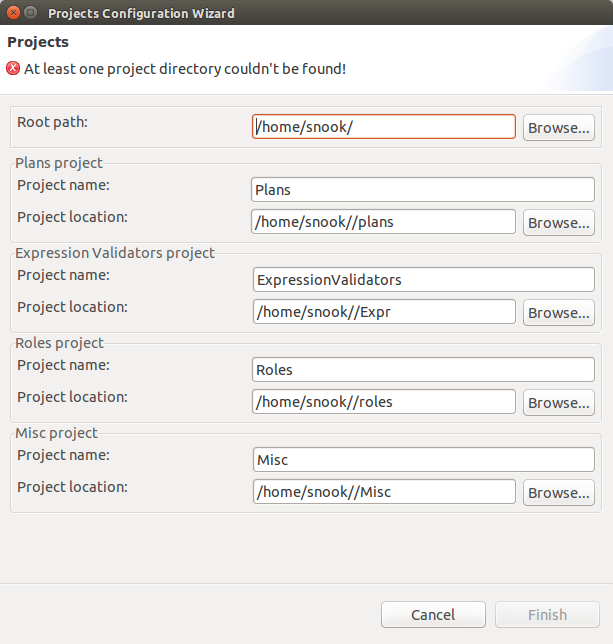 Projects Configuration Wizard
Projects
At least one project directory couldn't be found!
Root path: /home/snook/ Browse...
Plans project
Project name: Plans
Project location: /home/snook//plans Browse...
Expression Validators project
Project name: ExpressionValidators
Project location: /home/snook//Expr Browse...
Roles project
Project name: Roles
Project location: /home/snook//roles Browse...
Misc project
Project name: Misc
Project location: /home/snook//Misc Browse...
Cancel Finish